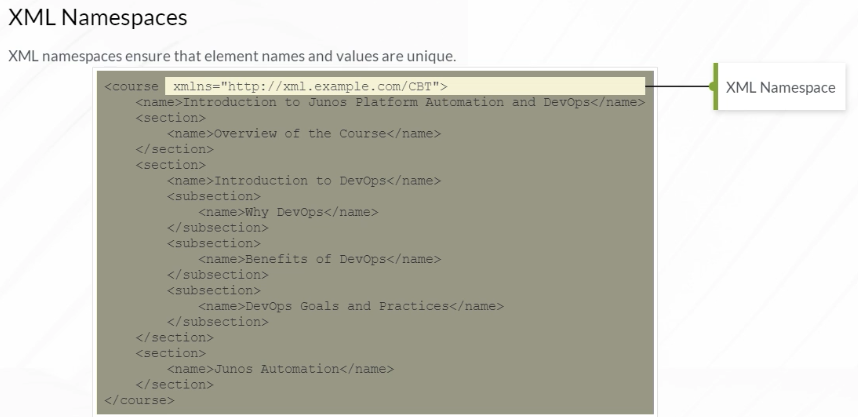 XML Namespaces
XML namespaces ensure that element names and values are unique.
<course xmlns="http://xml.example.com/CBT">
XML Namespace
    <name>Introduction to Junos Platform Automation and DevOps</name>
    <section>
        <name>Overview of the Course</name>
    </section>
    <section>
        <name>Introduction to DevOps</name>
        <subsection>
            <name>Why DevOps</name>
        </subsection>
        <subsection>
            <name>Benefits of DevOps</name>
        </subsection>
        <subsection>
            <name>DevOps Goals and Practices</name>
        </subsection>
    </section>
    <section>
        <name>Junos Automation</name>
    </section>
</course>